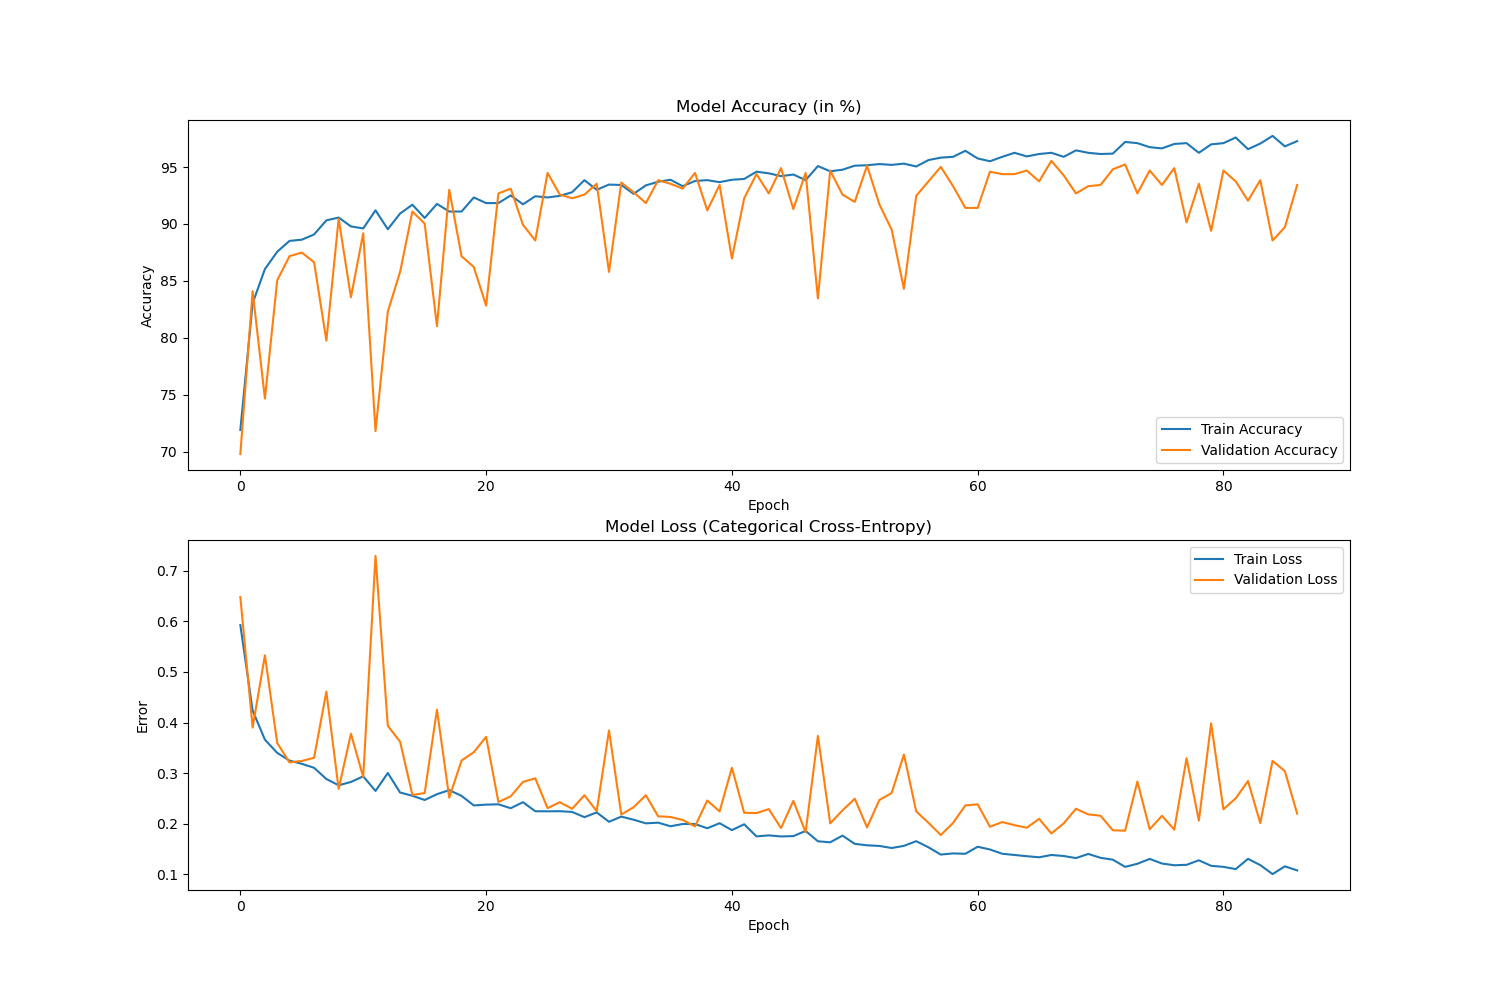 Model Accuracy (in %)
95
90
85
80
75
70
Accuracy
Train Accuracy
Validation Accuracy
0 20 40 60 80
Epoch
Model Loss (Categorical Cross-Entropy)
0.7
0.6
0.5
0.4
0.3
0.2
0.1
Error
Train Loss
Validation Loss
0 20 40 60 80
Epoch